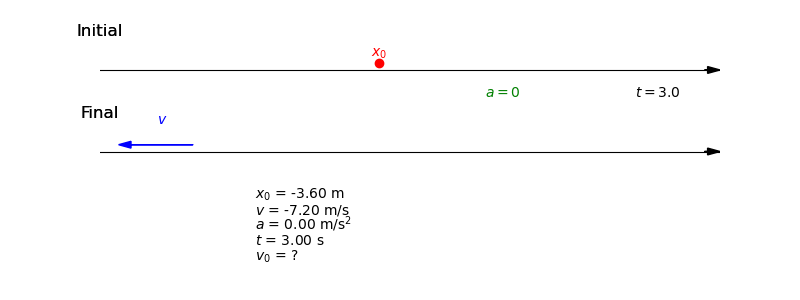 Initial
x₀
a = 0
t = 3.0
Final
v
x₀ = -3.60 m
v = -7.20 m/s
a = 0.00 m/s²
t = 3.00 s
v₀ = ?